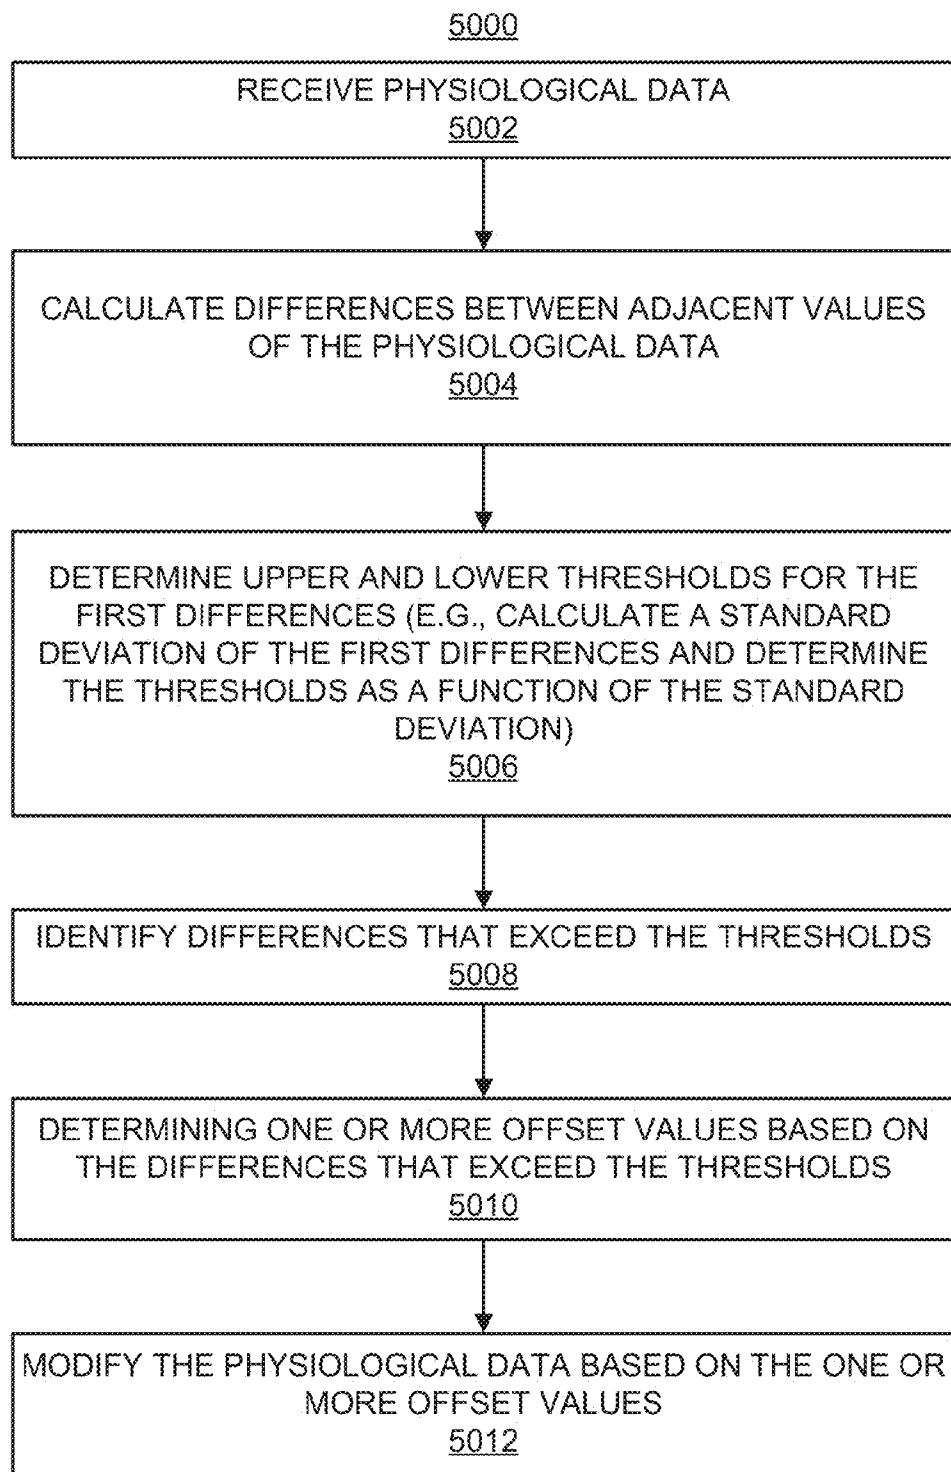 5000
RECEIVE PHYSIOLOGICAL DATA
5002
CALCULATE DIFFERENCES BETWEEN ADJACENT VALUES
OF THE PHYSIOLOGICAL DATA
5004
DETERMINE UPPER AND LOWER THRESHOLDS FOR THE
FIRST DIFFERENCES (E.G., CALCULATE A STANDARD
DEVIATION OF THE FIRST DIFFERENCES AND DETERMINE
THE THRESHOLDS AS A FUNCTION OF THE STANDARD
DEVIATION)
5006
IDENTIFY DIFFERENCES THAT EXCEED THE THRESHOLDS
5008
DETERMINING ONE OR MORE OFFSET VALUES BASED ON
THE DIFFERENCES THAT EXCEED THE THRESHOLDS
5010
MODIFY THE PHYSIOLOGICAL DATA BASED ON THE ONE OR
MORE OFFSET VALUES
5012